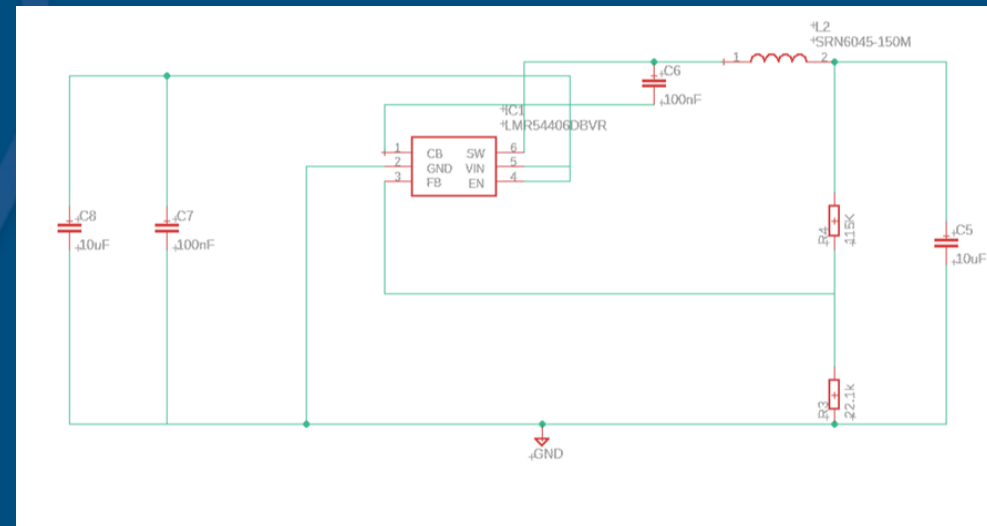 L2
SRN6045-150M
C6
100nF
IC1
LMR54406DBVR
1
2
1
2
3
CB
GND
FB
SW
VIN
EN
6
5
4
C8
10uF
C7
100nF
R4
115K
C5
10uF
R3
22.1k
GND